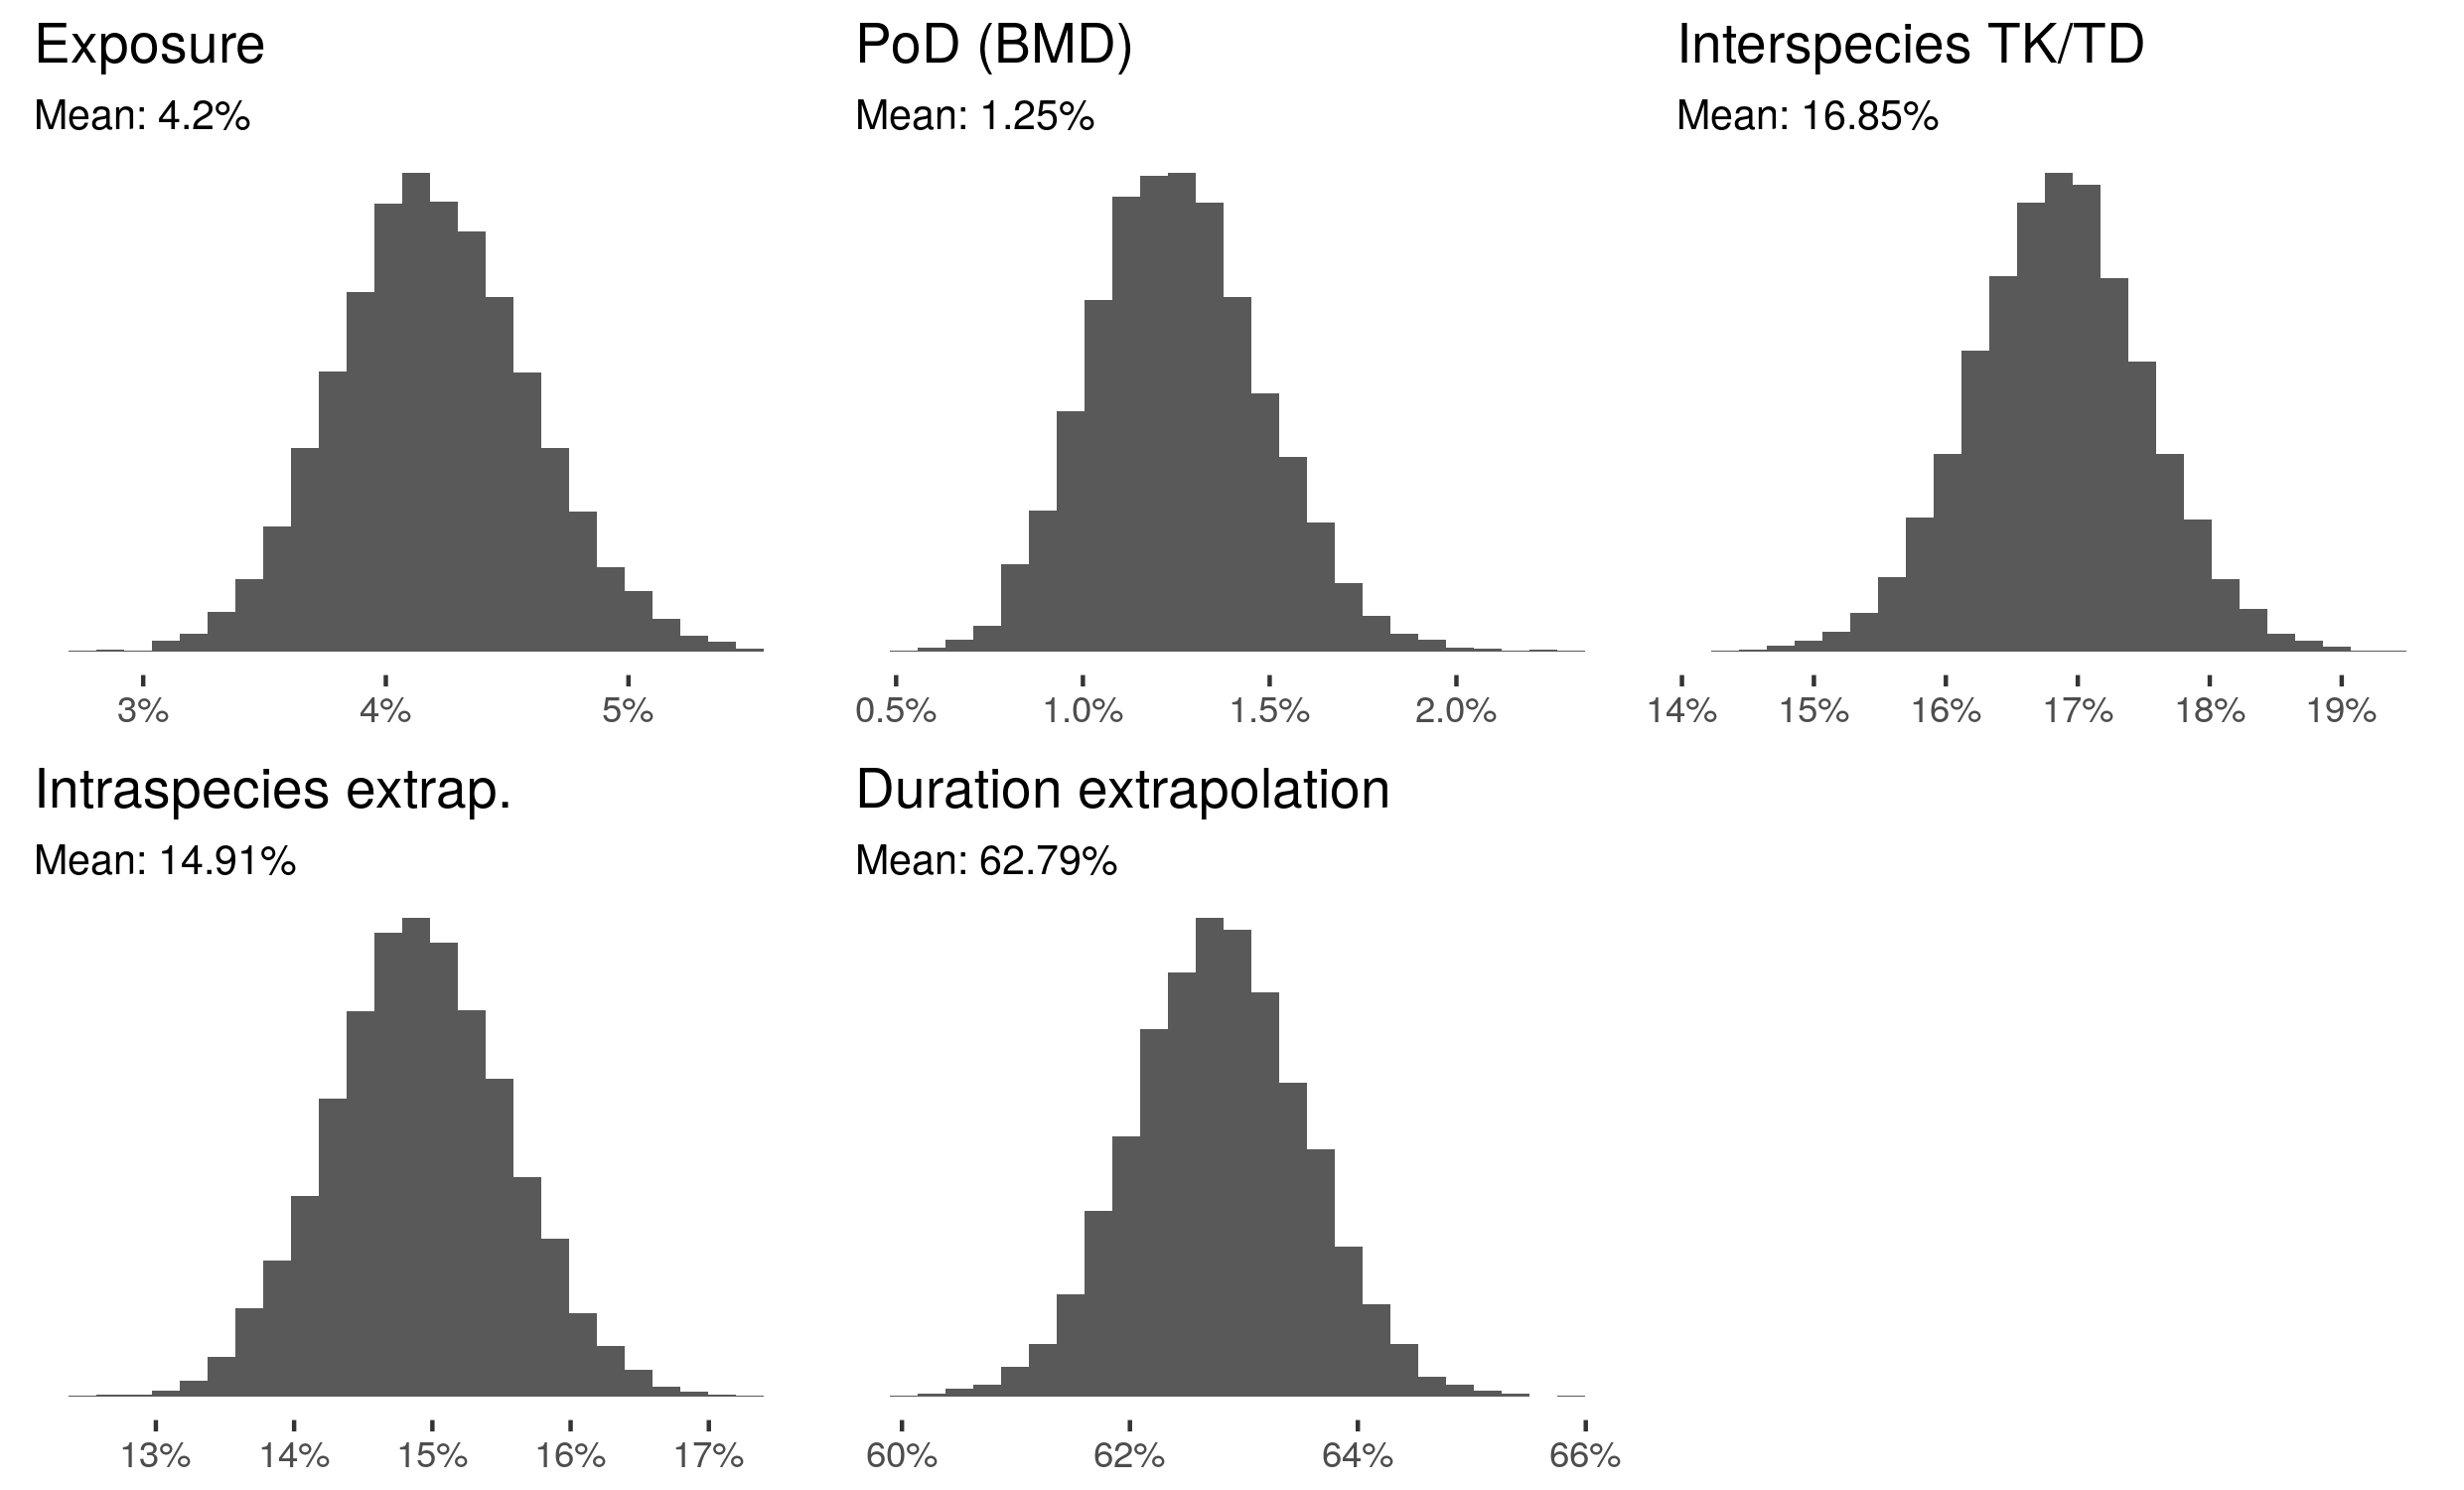 Exposure
Mean: 4.2%
3% 4% 5%
PoD (BMD)
Mean: 1.25%
0.5% 1.0% 1.5% 2.0%
Interspecies TK/TD
Mean: 16.85%
14% 15% 16% 17% 18% 19%
Intraspecies extrap.
Mean: 14.91%
13% 14% 15% 16% 17%
Duration extrapolation
Mean: 62.79%
60% 62% 64% 66%